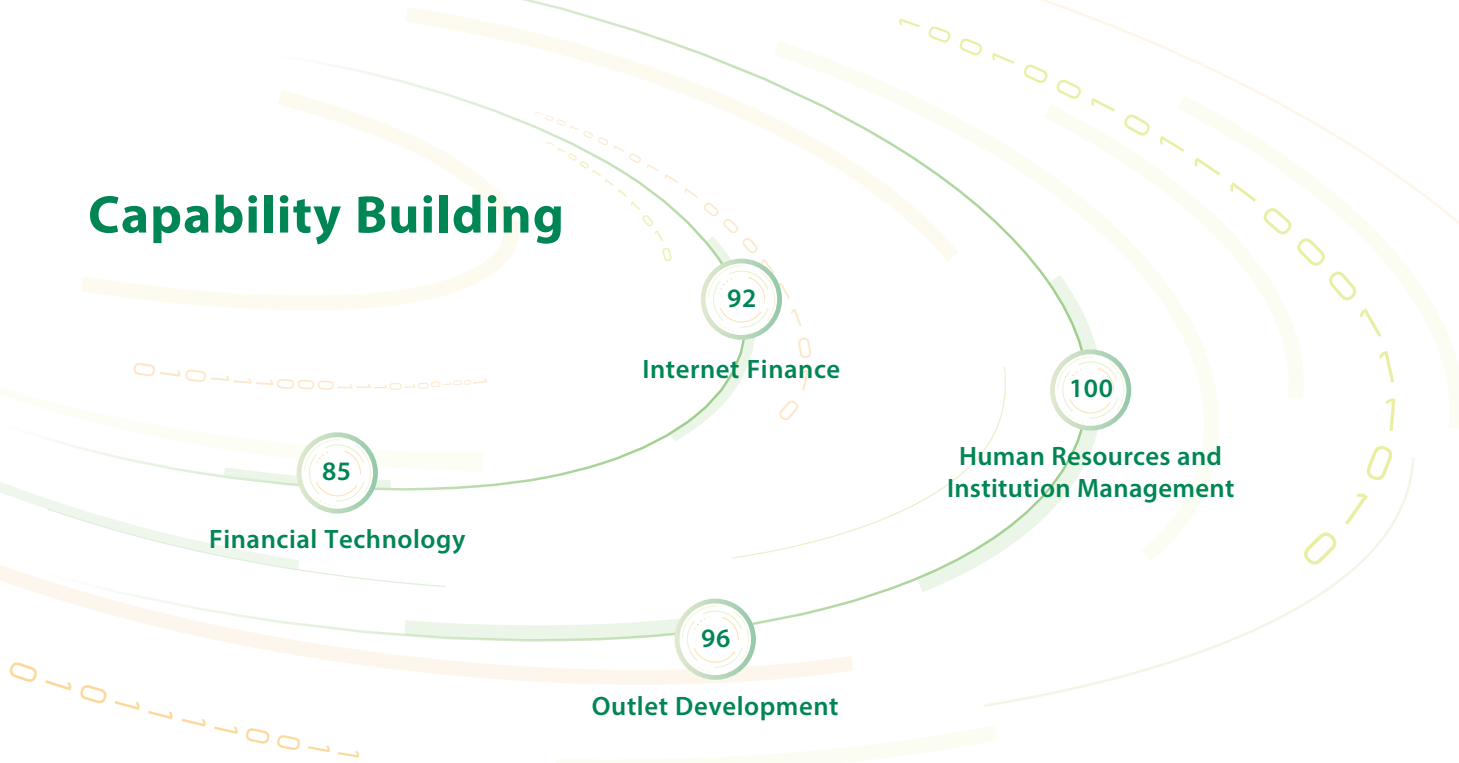 Capability Building
85
Financial Technology
92
Internet Finance
96
Outlet Development
100
Human Resources and
Institution Management